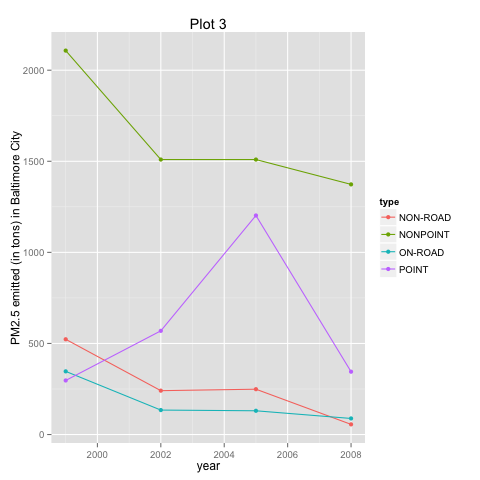 Plot 3
PM2.5 emitted (in tons) in Baltimore City
2000
1500
1000
500
0
2000 2002 2004 2006 2008
year
type
NON-ROAD
NONPOINT
ON-ROAD
POINT